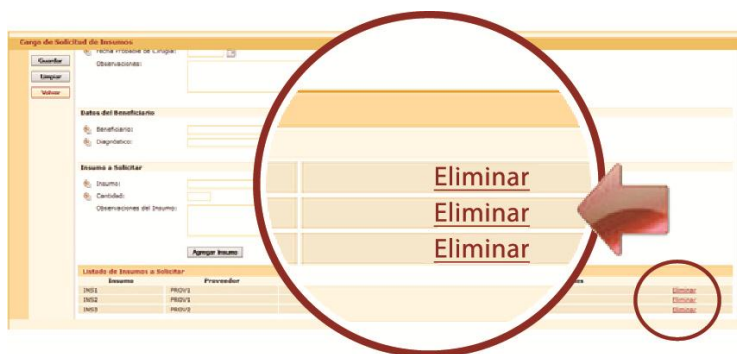 Carga de Solicitud de Insumos
Guardar
Limpiar
Volver
Fecha Probable de Cirugía:
Observaciones:
Datos del Beneficiario
Beneficiario:
Diagnóstico:
Insumo a Solicitar
Insumo:
Cantidad:
Observaciones del Insumo:
Agregar Insumo
Eliminar
Eliminar
Eliminar
Listado de Insumos a Solicitar
Insumo Proveedor
INS1 PROV1 Eliminar
INS2 PROV1 Eliminar
INS3 PROV2 Eliminar